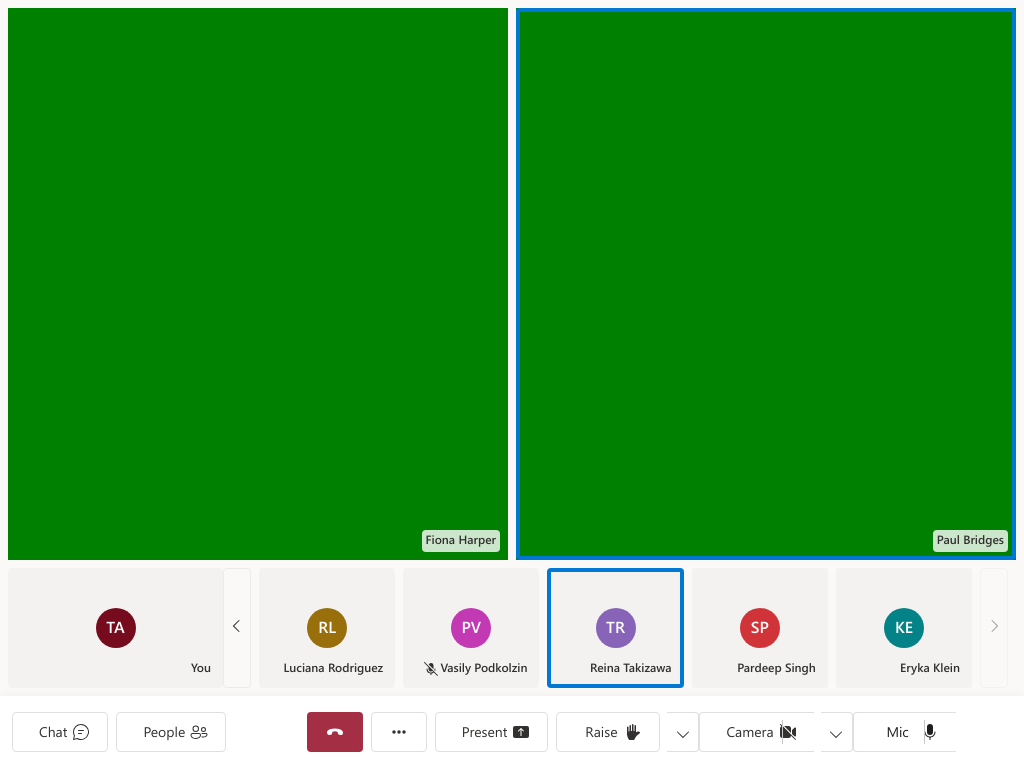 Fiona Harper
Paul Bridges
TA
You
RL
Luciana Rodriguez
PV
Vasily Podkolzin
TR
Reina Takizawa
SP
Pardeep Singh
KE
Eryka Klein
Chat
People
Present
Raise
Camera
Mic